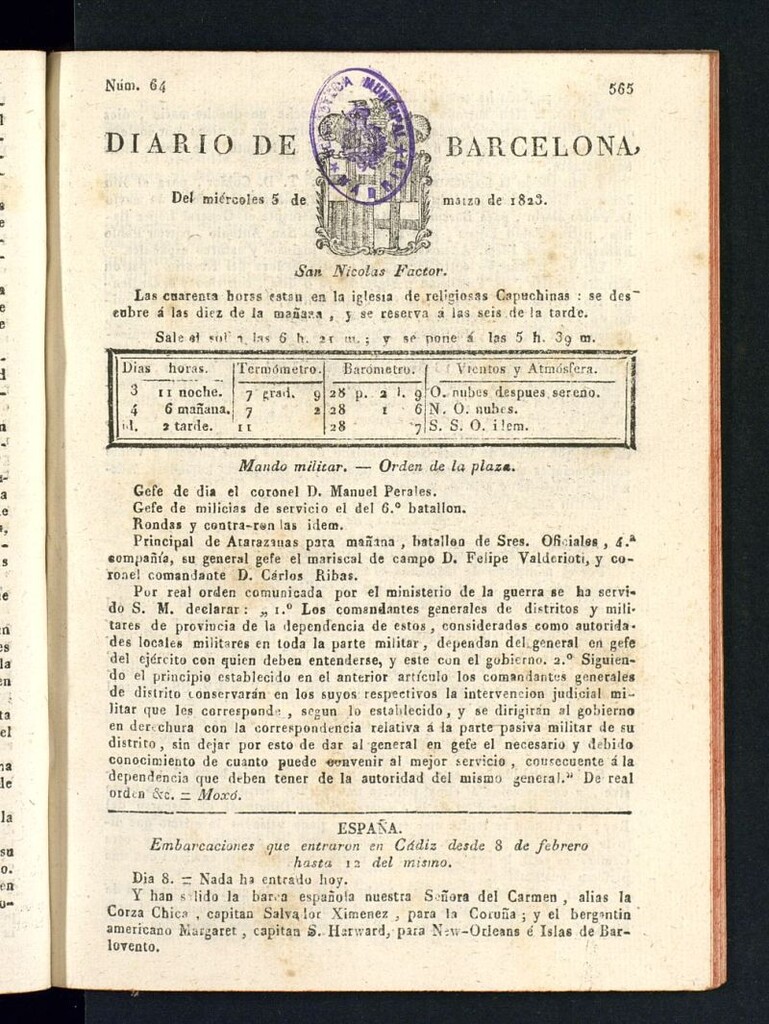 Núm. 64
565
HEMEROTECA MUNICIPAL
MADRID
DIARIO DE BARCELONA,
Del miércoles 5 de marzo de 1823.
San Nicolas Factor.
Las cuarenta horas estan en la iglesia de religiosas Capuchinas : se des-
cubre á las diez de la mañana , y se reserva á las seis de la tarde.
Sale el sol á las 6 h. 21 m. ; y se pone á las 5 h. 39 m.
Dias horas. Termómetro. Barómetro. Vientos y Atmósfera.
3 11 noche. 7 grad. 9 28 p. 2 l. 9 O. nubes despues sereno.
4 6 mañana. 7 2 28 1 6 N. O. nubes.
id. 2 tarde. 11 28 7 S. S. O. idem.
Mando militar. — Orden de la plaza.
Gefe de dia el coronel D. Manuel Perales.
Gefe de milicias de servicio el del 6.º batallon.
Rondas y contra-rondas idem.
Principal de Atarazanas para mañana , batallon de Sres. Oficiales , 4.ª
compañía, su general gefe el mariscal de campo D. Felipe Valderioti, y co-
ronel comandante D. Cárlos Ribas.
Por real orden comunicada por el ministerio de la guerra se ha servi-
do S. M. declarar : „ 1.º Los comandantes generales de distritos y mili-
tares de provincia de la dependencia de estos , considerados como autorida-
des locales militares en toda la parte militar , dependan del general en gefe
del ejército con quien deben entenderse, y este con el gobierno. 2.º Siguien-
do el principio establecido en el anterior artículo los comandantes generales
de distrito conservarán en los suyos respectivos la intervencion judicial mi-
litar que les corresponde , segun lo establecido, y se dirigirán al gobierno
en derechura con la correspondencia relativa á la parte pasiva militar de su
distrito , sin dejar por esto de dar al general en gefe el necesario y debido
conocimiento de cuanto puede convenir al mejor servicio , consecuente á la
dependencia que deben tener de la autoridad del mismo general." De real
orden &c. = Moxó.
ESPAÑA.
Embarcaciones que entraron en Cádiz desde 8 de febrero
hasta 12 del mismo.
Dia 8. = Nada ha entrado hoy.
Y han salido la barca española nuestra Señora del Carmen , alias la
Corza Chica , capitan Salvador Ximenez , para la Coruña ; y el bergantin
americano Margaret , capitan S. Harward, para New-Orleans é Islas de Bar-
lovento.